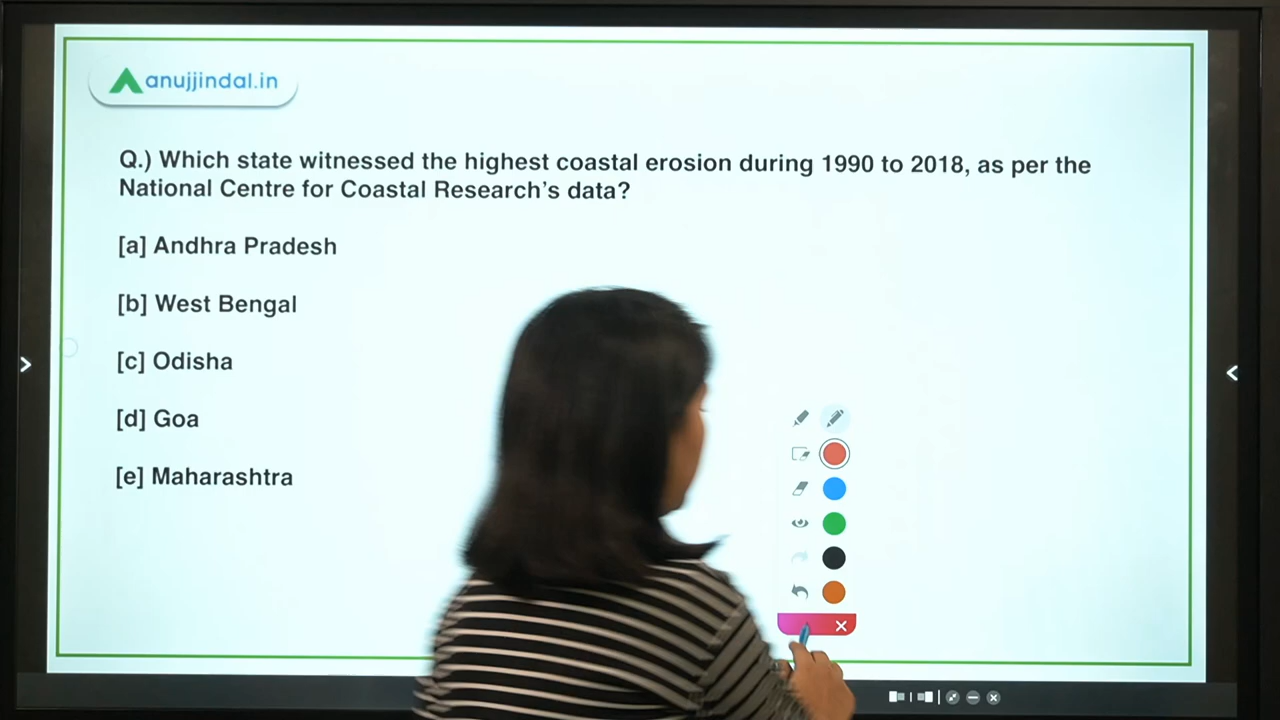 anujjindal.in
Q.) Which state witnessed the highest coastal erosion during 1990 to 2018, as per the
National Centre for Coastal Research's data?
[a] Andhra Pradesh
[b] West Bengal
[c] Odisha
[d] Goa
[e] Maharashtra